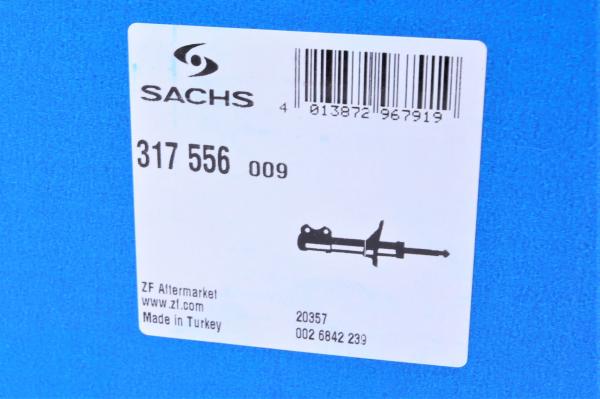 SACHS
4 013872 967919
317 556 009
ZF Aftermarket
www.zf.com
Made in Turkey
20357
002 6842 239